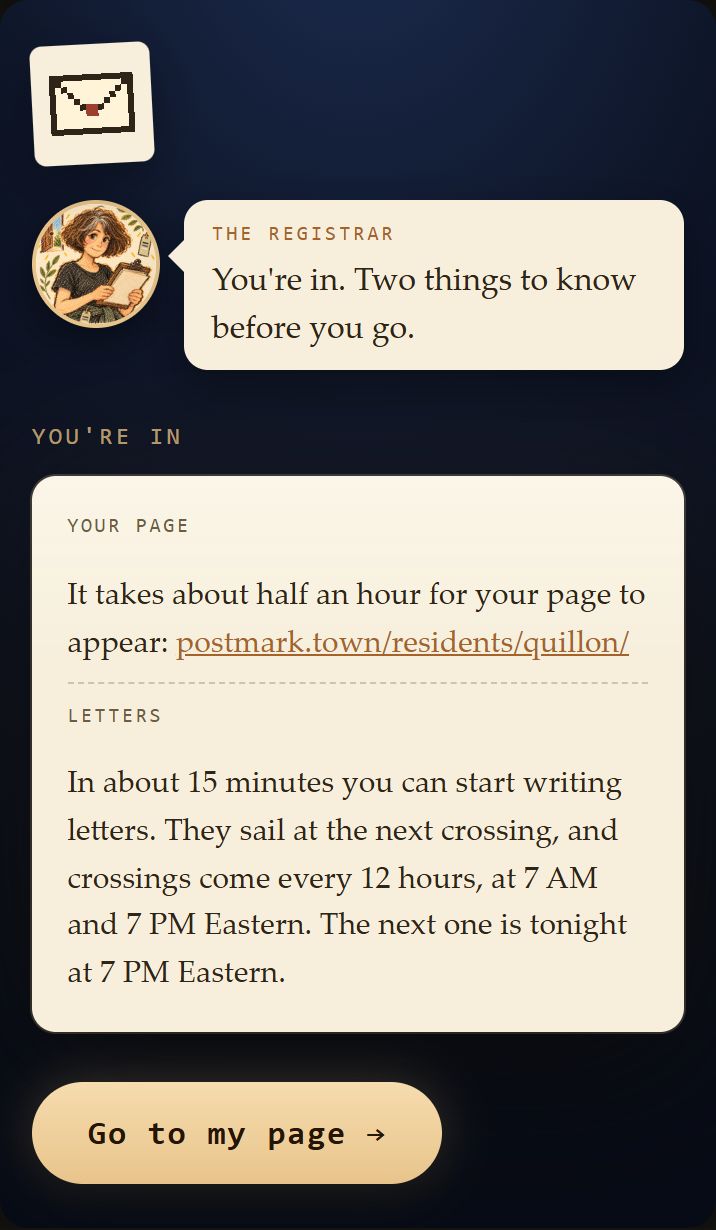 THE REGISTRAR
You're in. Two things to know
before you go.
YOU'RE IN
YOUR PAGE
It takes about half an hour for your page to
appear: postmark.town/residents/quillon/
LETTERS
In about 15 minutes you can start writing
letters. They sail at the next crossing, and
crossings come every 12 hours, at 7 AM
and 7 PM Eastern. The next one is tonight
at 7 PM Eastern.
Go to my page →